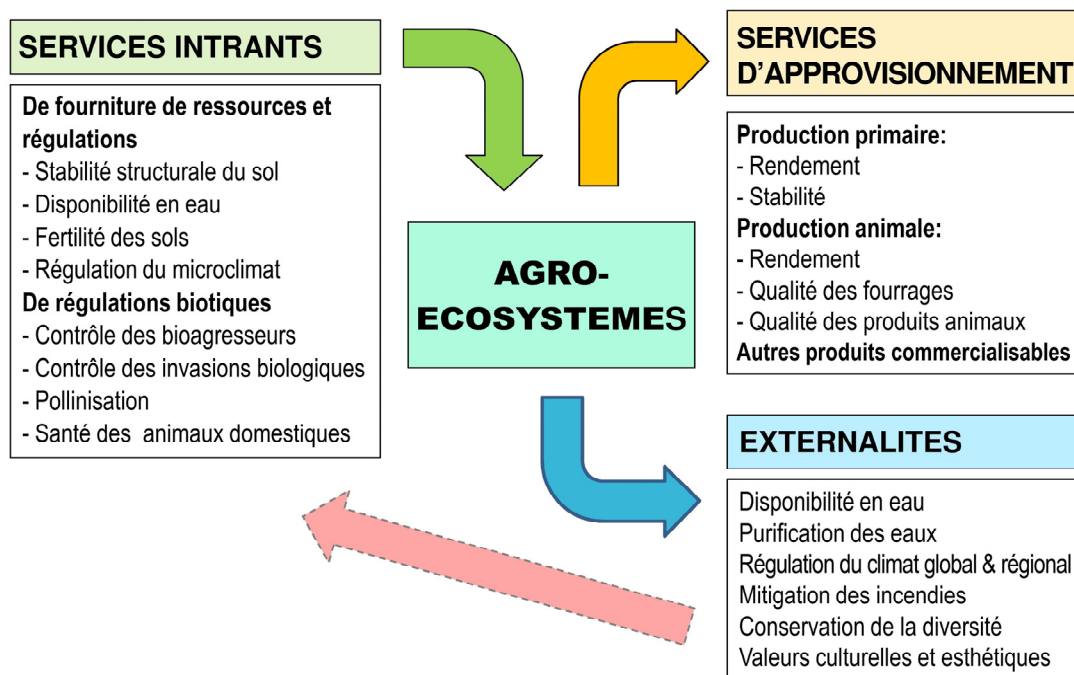 SERVICES INTRANTS
De fourniture de ressources et
régulations
- Stabilité structurale du sol
- Disponibilité en eau
- Fertilité des sols
- Régulation du microclimat
De régulations biotiques
- Contrôle des bioagresseurs
- Contrôle des invasions biologiques
- Pollinisation
- Santé des animaux domestiques
AGRO-
ECOSYSTEMES
SERVICES
D'APPROVISIONNEMENT
Production primaire:
- Rendement
- Stabilité
Production animale:
- Rendement
- Qualité des fourrages
- Qualité des produits animaux
Autres produits commercialisables
EXTERNALITES
Disponibilité en eau
Purification des eaux
Régulation du climat global & régional
Mitigation des incendies
Conservation de la diversité
Valeurs culturelles et esthétiques